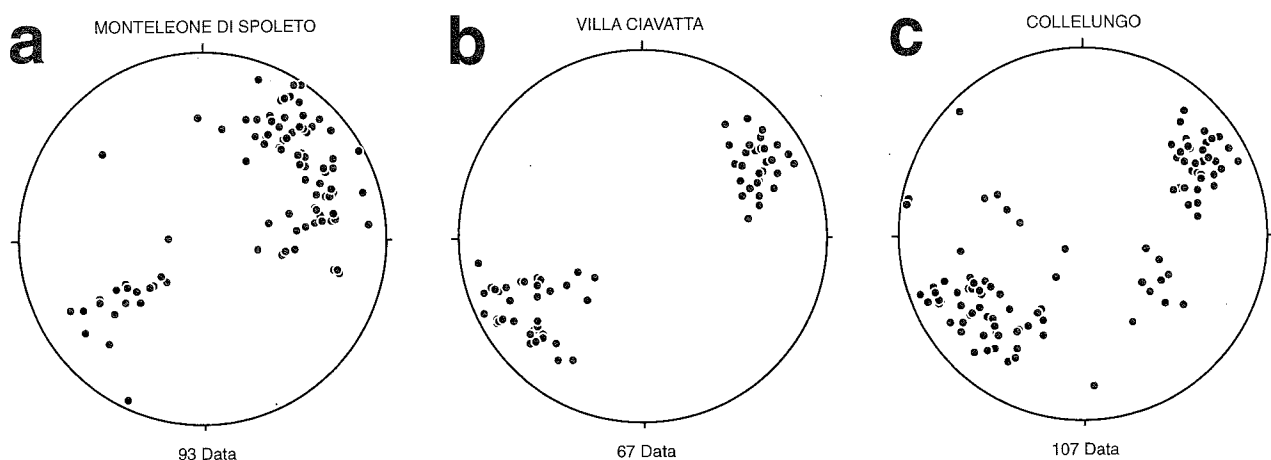 a
MONTELEONE DI SPOLETO
93 Data
b
VILLA CIAVATTA
67 Data
c
COLLELUNGO
107 Data